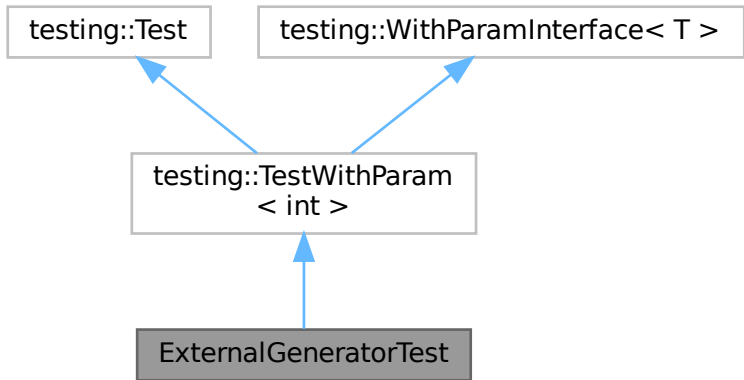 testing::Test
testing::WithParamInterface< T >
testing::TestWithParam
< int >
ExternalGeneratorTest